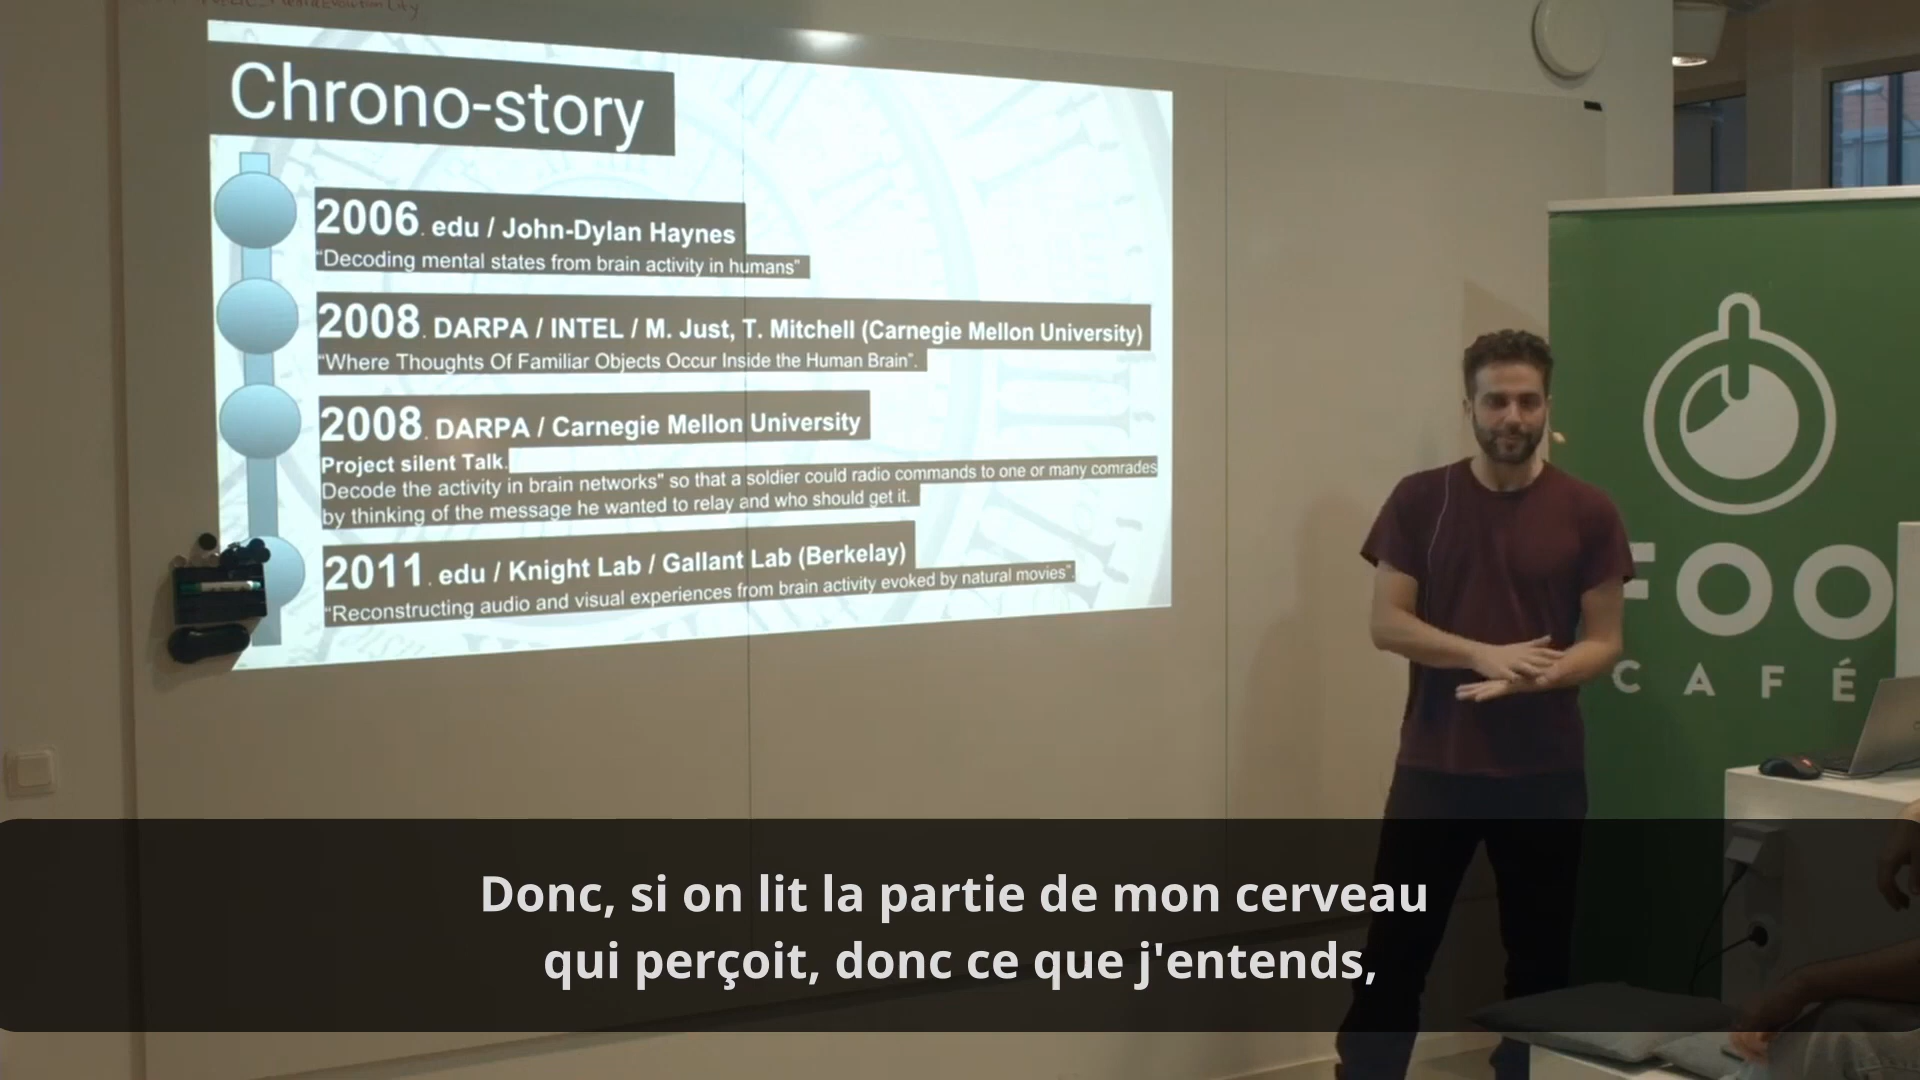 Chrono-story
2006. edu / John-Dylan Haynes
“Decoding mental states from brain activity in humans”
2008. DARPA / INTEL / M. Just, T. Mitchell (Carnegie Mellon University)
“Where Thoughts Of Familiar Objects Occur Inside the Human Brain”.
2008. DARPA / Carnegie Mellon University
Project silent Talk.
Decode the activity in brain networks" so that a soldier could radio commands to one or many comrades
by thinking of the message he wanted to relay and who should get it.
2011. edu / Knight Lab / Gallant Lab (Berkelay)
“Reconstructing audio and visual experiences from brain activity evoked by natural movies”.
FOO
CAFÉ
Donc, si on lit la partie de mon cerveau
qui perçoit, donc ce que j'entends,